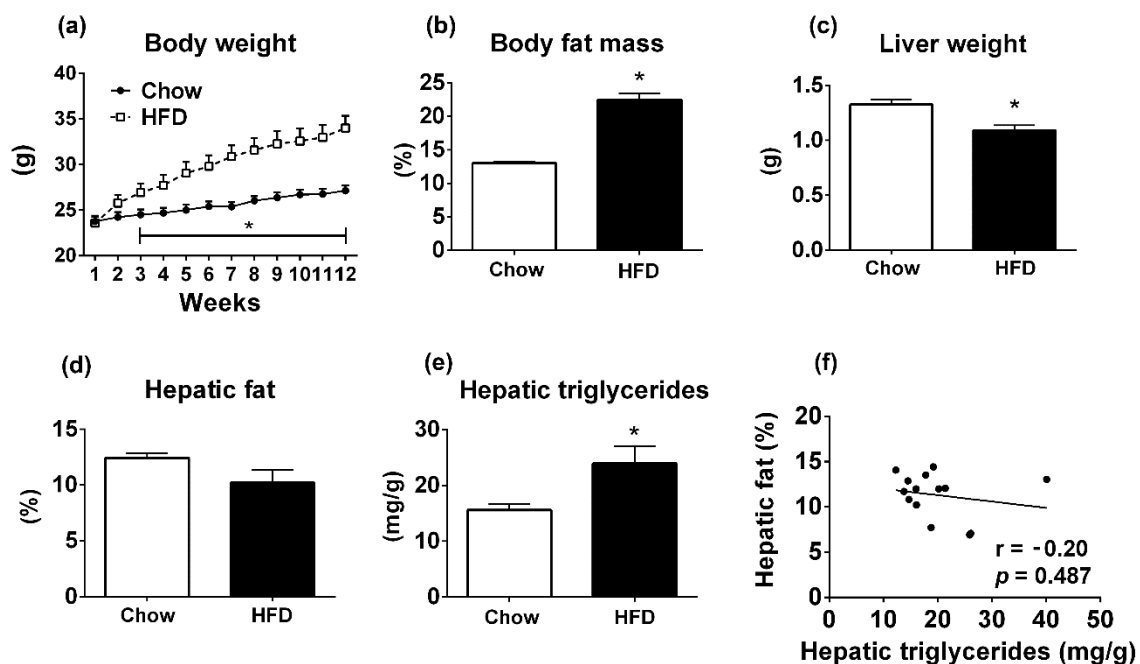 (a)
Body weight
40
35
30
25
20
(g)
Chow
HFD
*
1 2 3 4 5 6 7 8 9 10 11 12
Weeks
(b)
Body fat mass
25
20
15
10
5
0
(%)
*
Chow HFD
(c)
Liver weight
1.5
1.0
0.5
0.0
(g)
*
Chow HFD
(d)
Hepatic fat
15
10
5
0
(%)
Chow HFD
(e)
Hepatic triglycerides
30
20
10
0
(mg/g)
*
Chow HFD
(f)
20
15
10
5
0
Hepatic fat (%)
r = -0.20
p = 0.487
0 10 20 30 40 50
Hepatic triglycerides (mg/g)